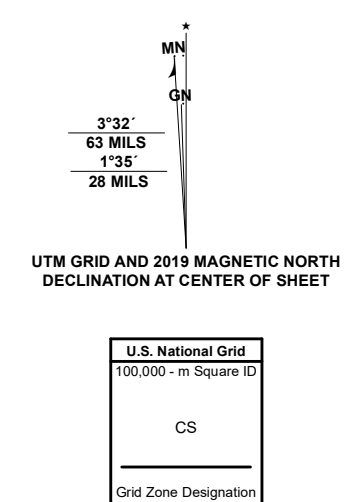 ★
MN
GN
3°32´
63 MILS
1°35´
28 MILS
UTM GRID AND 2019 MAGNETIC NORTH
DECLINATION AT CENTER OF SHEET
U.S. National Grid
100,000 - m Square ID
CS
Grid Zone Designation